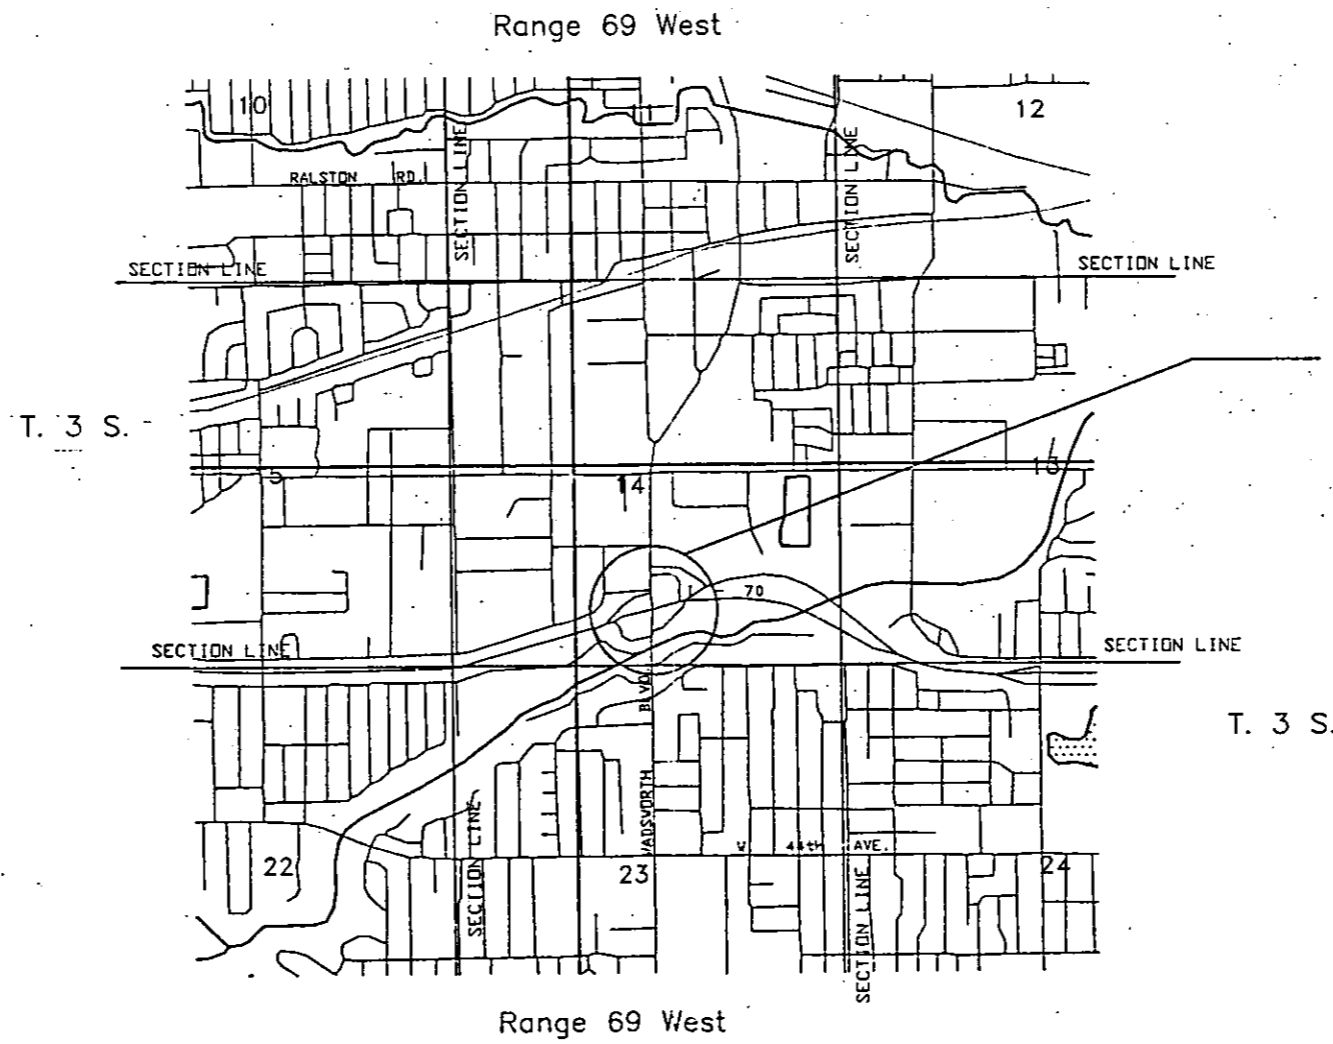 Range 69 West
10
11
12
SECTION LINE
SECTION LINE
RALSTON RD.
SECTION LINE
SECTION LINE
T. 3 S.
14
13
70
SECTION LINE
SECTION LINE
BLVD.
T. 3 S.
WADSWORTH
SECTION LINE
W 44th AVE.
22
23
24
SECTION LINE
Range 69 West